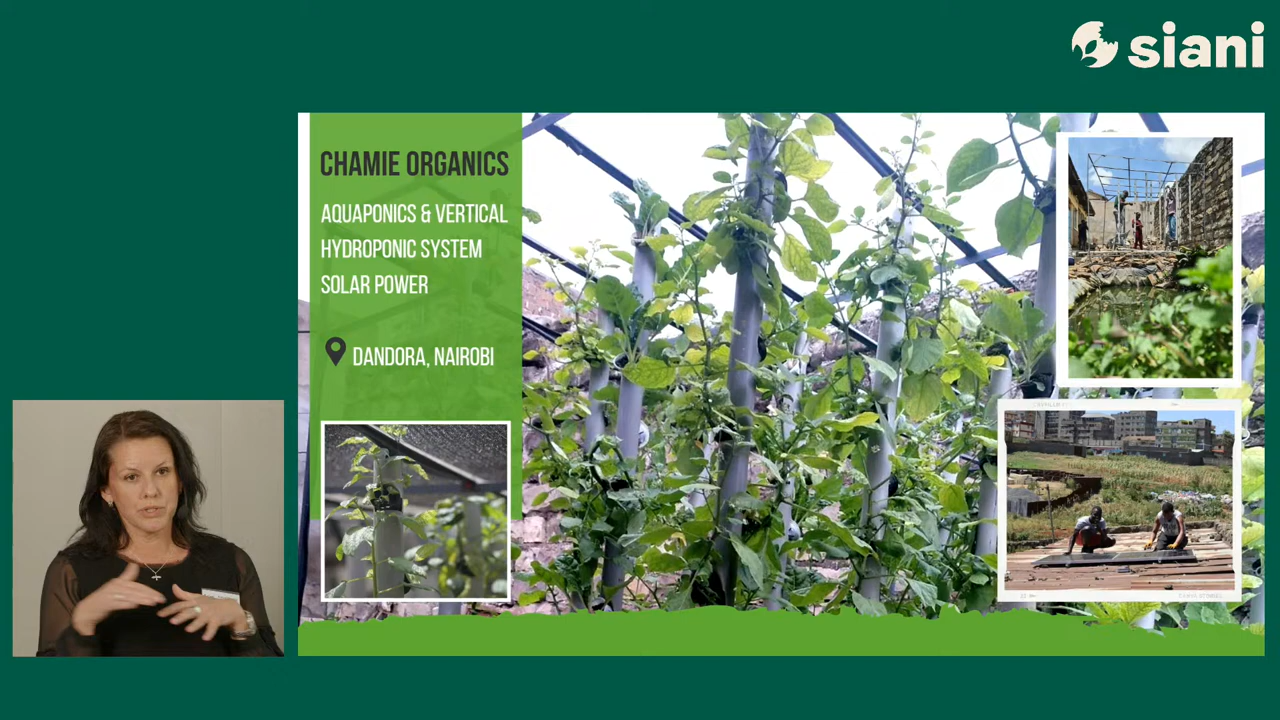 siani
CHAMIE ORGANICS
AQUAPONICS & VERTICAL
HYDROPONIC SYSTEM
SOLAR POWER
DANDORA, NAIROBI